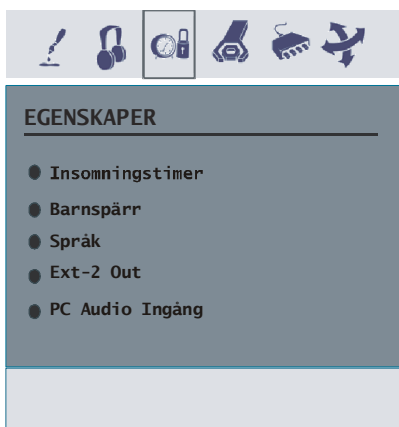 EGENSKAPER
Insomningstimer
Barnspärr
Språk
Ext-2 Out
PC Audio Ingång